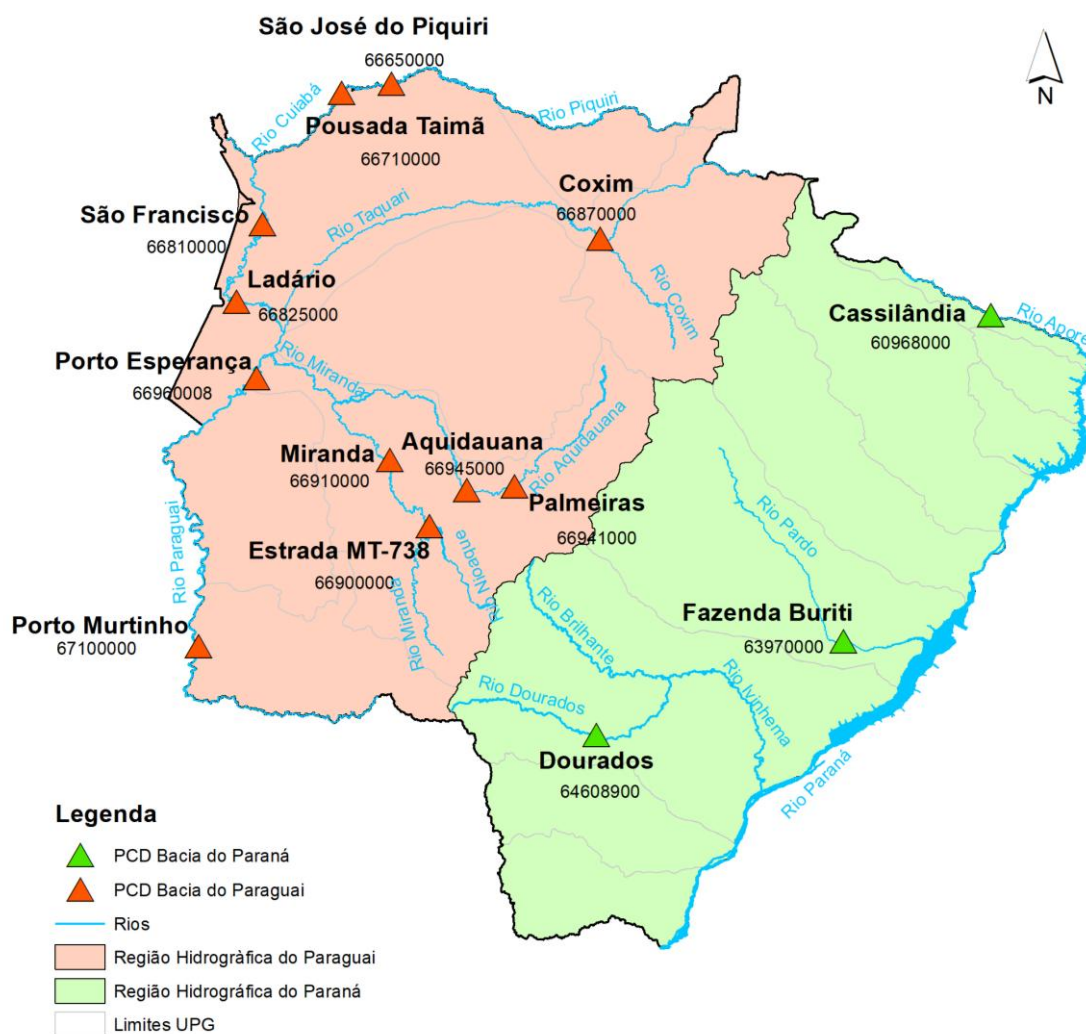 São José do Piquiri
66650000
N
Rio Cuiabá
Rio Piquiri
Pousada Taimã
66710000
Coxim
66870000
São Francisco
66810000
Rio Taquari
Ladário
66825000
Rio Coxim
Cassilândia
60968000
Rio Aporé
Porto Esperança
66960008
Rio Miranda
Aquidauana
66945000
Miranda
66910000
Rio Aquidauana
Palmeiras
66941000
Rio Pardo
Estrada MT-738
66900000
Rio Nioaque
Rio Miranda
Rio Paraguai
Rio Brilhante
Fazenda Buriti
63970000
Porto Murtinho
67100000
Rio Ivinhema
Rio Dourados
Dourados
64608900
Rio Paraná
Legenda
PCD Bacia do Paraná
PCD Bacia do Paraguai
Rios
Região Hidrogràfica do Paraguai
Região Hidrográfica do Paraná
Limites UPG